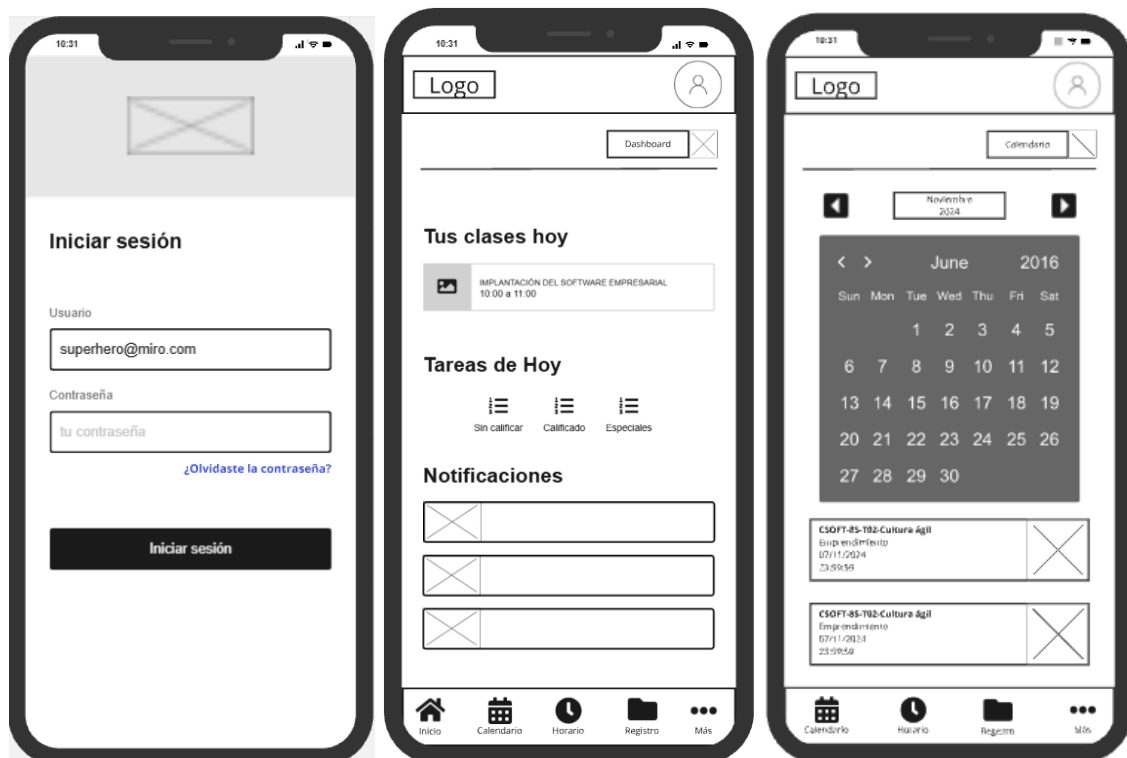 10:31
Iniciar sesión
Usuario
superhero@miro.com
Contraseña
tu contraseña
¿Olvidaste la contraseña?
Iniciar sesión
10:31
Logo
Dashboard
Tus clases hoy
IMPLANTACIÓN DEL SOFTWARE EMPRESARIAL
10:00 a 11:00
Tareas de Hoy
Sin calificar Calificado Especiales
Notificaciones
Inicio Calendario Horario Registro Más
10:31
Logo
Calendario
Noviembre
2024
June 2016
Sun Mon Tue Wed Thu Fri Sat
1 2 3 4 5
6 7 8 9 10 11 12
13 14 15 16 17 18 19
20 21 22 23 24 25 26
27 28 29 30
CSOFT-8S-T02-Cultura ágil
Emprendimiento
07/11/2024
23:59:59
CSOFT-8S-T02-Cultura ágil
Emprendimiento
07/11/2024
23:59:59
Calendario Horario Registro Más